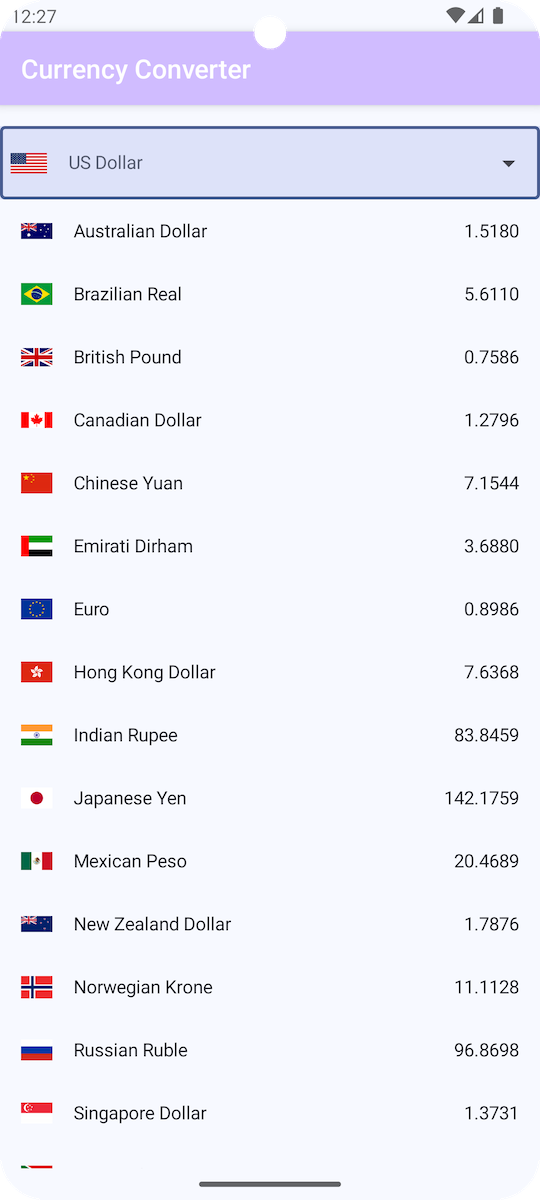 12:27
Currency Converter
US Dollar
Australian Dollar 1.5180
Brazilian Real 5.6110
British Pound 0.7586
Canadian Dollar 1.2796
Chinese Yuan 7.1544
Emirati Dirham 3.6880
Euro 0.8986
Hong Kong Dollar 7.6368
Indian Rupee 83.8459
Japanese Yen 142.1759
Mexican Peso 20.4689
New Zealand Dollar 1.7876
Norwegian Krone 11.1128
Russian Ruble 96.8698
Singapore Dollar 1.3731